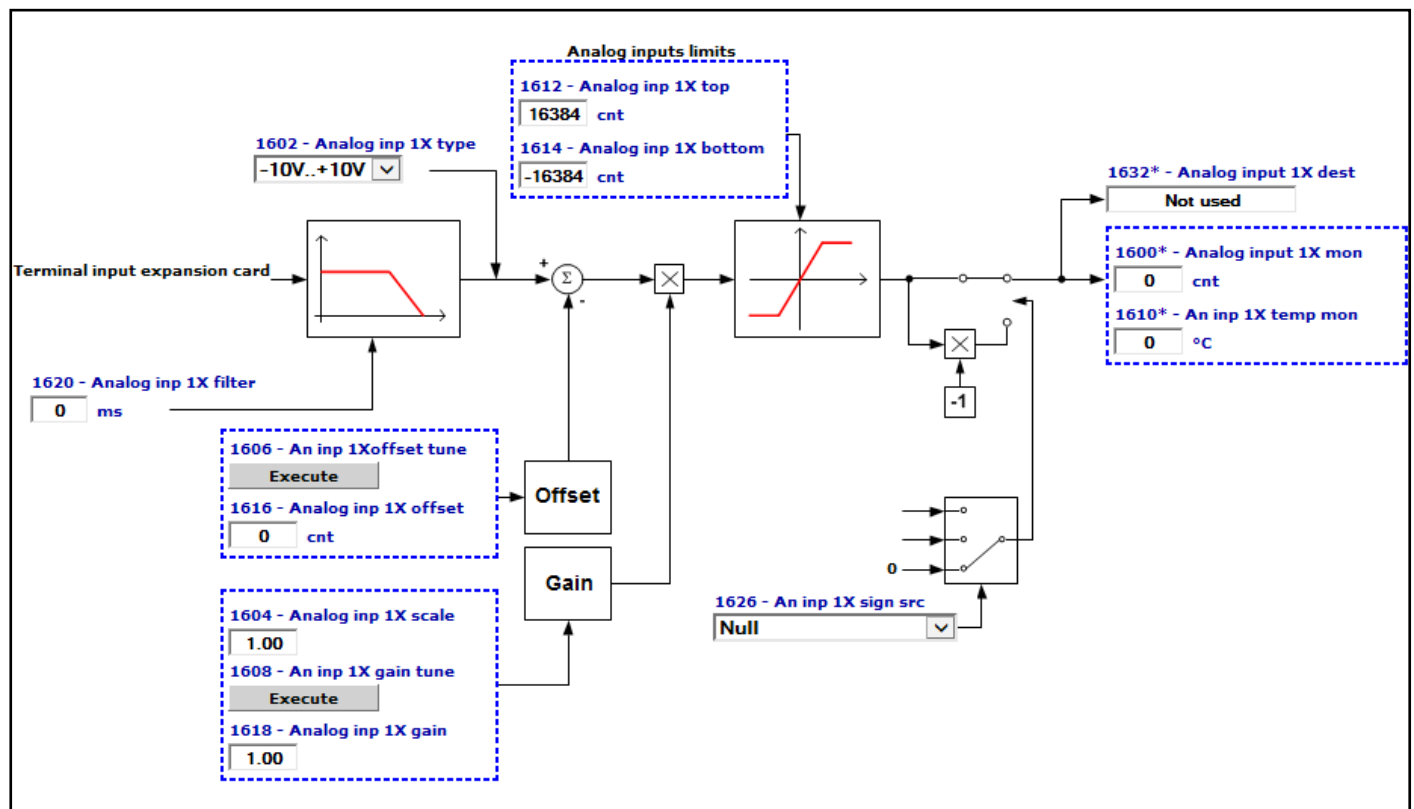 Analog inputs limits
1612 - Analog inp 1X top
16384 cnt
1614 - Analog inp 1X bottom
-16384 cnt
1602 - Analog inp 1X type
-10V..+10V
1632* - Analog input 1X dest
Not used
1600* - Analog input 1X mon
0 cnt
1610* - An inp 1X temp mon
0 °C
Terminal input expansion card
+
Σ
-
1620 - Analog inp 1X filter
0 ms
-1
1606 - An inp 1Xoffset tune
Execute
1616 - Analog inp 1X offset
0 cnt
Offset
Gain
0
1626 - An inp 1X sign src
Null
1604 - Analog inp 1X scale
1.00
1608 - An inp 1X gain tune
Execute
1618 - Analog inp 1X gain
1.00